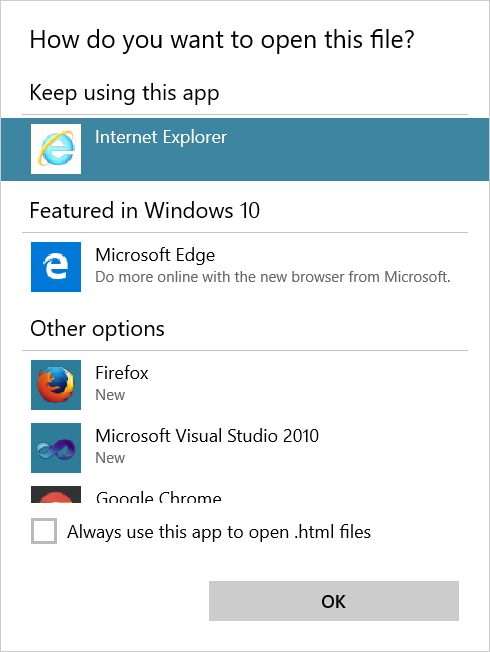 How do you want to open this file?
Keep using this app
Internet Explorer
Featured in Windows 10
Microsoft Edge
Do more online with the new browser from Microsoft.
Other options
Firefox
New
Microsoft Visual Studio 2010
New
Google Chrome
Always use this app to open .html files
OK